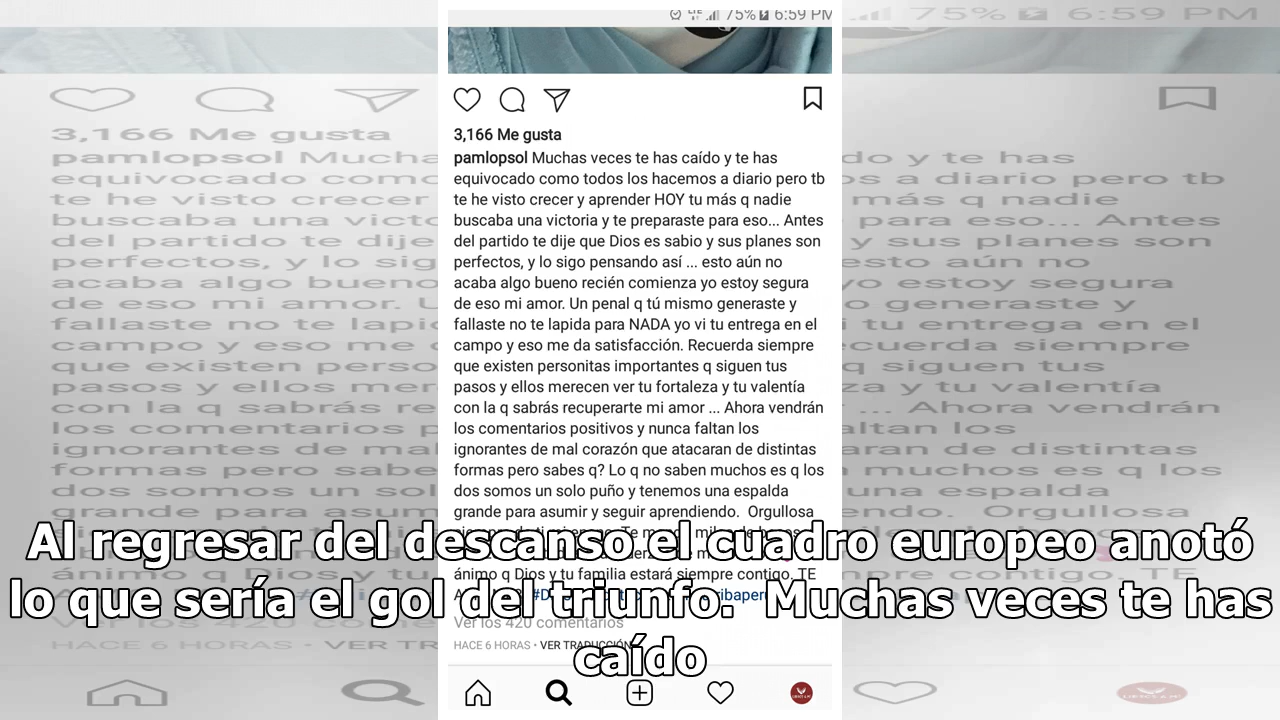 75% 6:59 PM
3,166 Me gusta
pamlopsol Muchas veces te has caído y te has
equivocado como todos los hacemos a diario pero tb
te he visto crecer y aprender HOY tu más q nadie
buscaba una victoria y te preparaste para eso... Antes
del partido te dije que Dios es sabio y sus planes son
perfectos, y lo sigo pensando así ... esto aún no
acaba algo bueno recién comienza yo estoy segura
de eso mi amor. Un penal q tú mismo generaste y
fallaste no te lapida para NADA yo vi tu entrega en el
campo y eso me da satisfacción. Recuerda siempre
que existen personitas importantes q siguen tus
pasos y ellos merecen ver tu fortaleza y tu valentía
con la q sabrás recuperarte mi amor ... Ahora vendrán
los comentarios positivos y nunca faltan los
ignorantes de mal corazón que atacaran de distintas
formas pero sabes q? Lo q no saben muchos es q los
dos somos un solo puño y tenemos una espalda
grande para asumir y seguir aprendiendo. Orgullosa
ánimo q Dios y tu familia estará siempre contigo. TE
Ver los 420 comentarios
HACE 6 HORAS • VER TRADUCCIÓN
Al regresar del descanso el cuadro europeo anotó
lo que sería el gol del triunfo. Muchas veces te has
caído